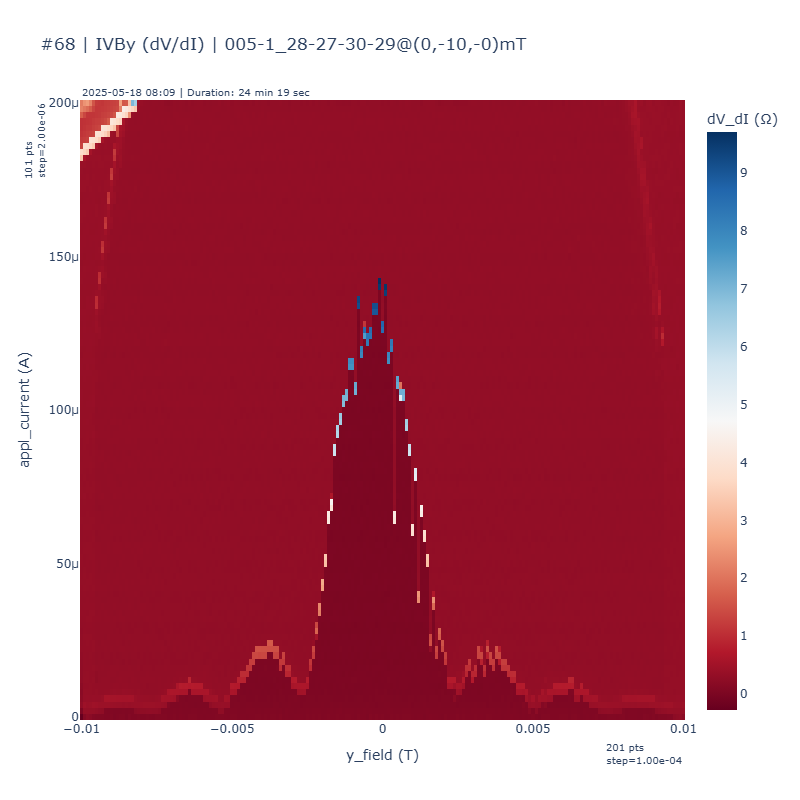 #68 | IVBy (dV/dI) | 005-1_28-27-30-29@(0,-10,-0)mT
2025-05-18 08:09 | Duration: 24 min 19 sec
101 pts
step=2.00e-06
dV_dI (Ω)
200μ
150μ
100μ
50μ
0
appl_current (A)
9
8
7
6
5
4
3
2
1
0
−0.01
−0.005
0
0.005
0.01
y_field (T)
201 pts
step=1.00e-04